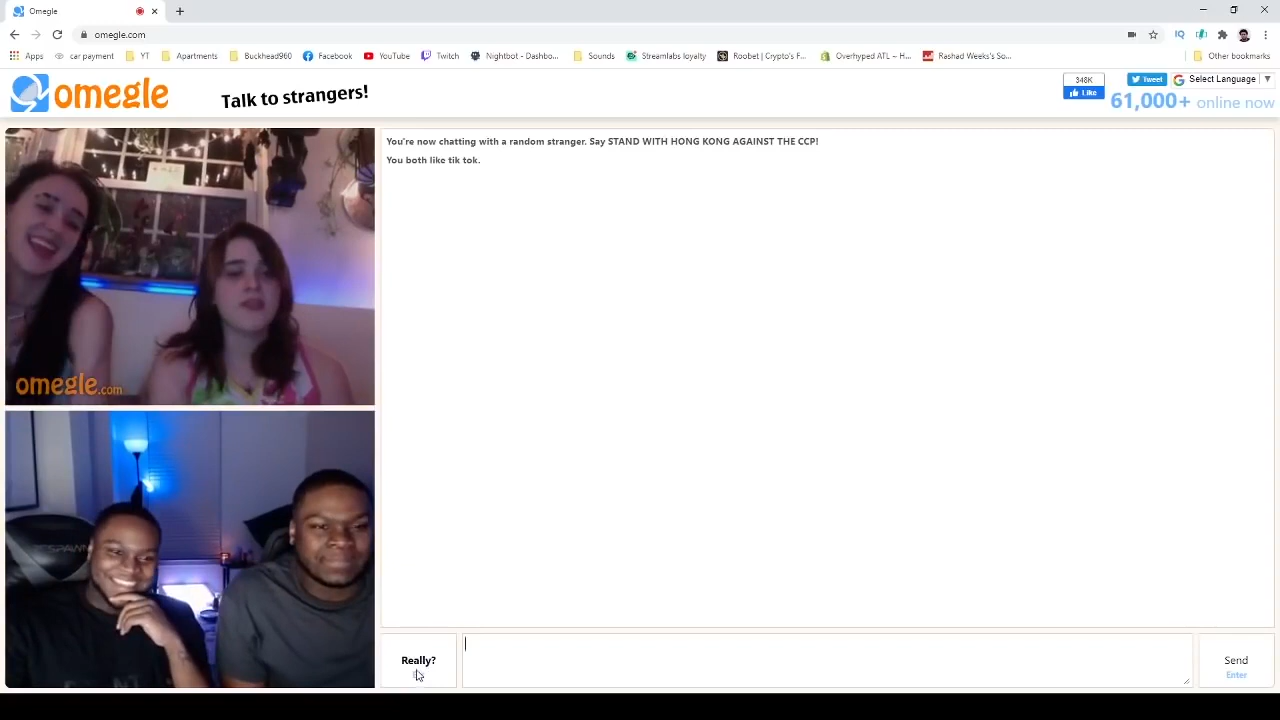 Omegle
omegle.com
Apps
car payment
YT
Apartments
Buckhead960
Facebook
YouTube
Twitch
Nightbot - Dashbo...
Sounds
Streamlabs loyalty
Roobet | Crypto's F...
Overhyped ATL – H...
Rashad Weeks's So...
Other bookmarks
omegle
Talk to strangers!
348K
Like
Tweet
Select Language
61,000+ online now
You're now chatting with a random stranger. Say STAND WITH HONG KONG AGAINST THE CCP!
You both like tik tok.
omegle.com
RESPAWN
Really?
Send
Enter